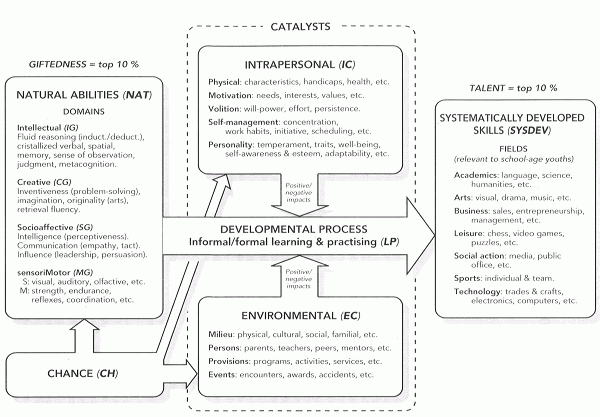 CATALYSTS
GIFTEDNESS = top 10 %
NATURAL ABILITIES (NAT)
DOMAINS
Intellectual (IG)
Fluid reasoning (induct./deduct.),
cristallized verbal, spatial,
memory, sense of observation,
judgment, metacognition.
Creative (CG)
Inventiveness (problem-solving),
imagination, originality (arts),
retrieval fluency.
Socioaffective (SG)
Intelligence (perceptiveness).
Communication (empathy, tact).
Influence (leadership, persuasion).
sensoriMotor (MG)
S: visual, auditory, olfactive, etc.
M: strength, endurance,
reflexes, coordination, etc.
CHANCE (CH)
INTRAPERSONAL (IC)
Physical: characteristics, handicaps, health, etc.
Motivation: needs, interests, values, etc.
Volition: will-power, effort, persistence.
Self-management: concentration,
work habits, initiative, scheduling, etc.
Personality: temperament, traits, well-being,
self-awareness & esteem, adaptability, etc.
Positive/
negative
impacts
DEVELOPMENTAL PROCESS
Informal/formal learning & practising (LP)
Positive/
negative
impacts
ENVIRONMENTAL (EC)
Milieu: physical, cultural, social, familial, etc.
Persons: parents, teachers, peers, mentors, etc.
Provisions: programs, activities, services, etc.
Events: encounters, awards, accidents, etc.
TALENT = top 10 %
SYSTEMATICALLY DEVELOPED
SKILLS (SYSDEV)
FIELDS
(relevant to school-age youths)
Academics: language, science,
humanities, etc.
Arts: visual, drama, music, etc.
Business: sales, entrepreneurship,
management, etc.
Leisure: chess, video games,
puzzles, etc.
Social action: media, public
office, etc.
Sports: individual & team.
Technology: trades & crafts,
electronics, computers, etc.